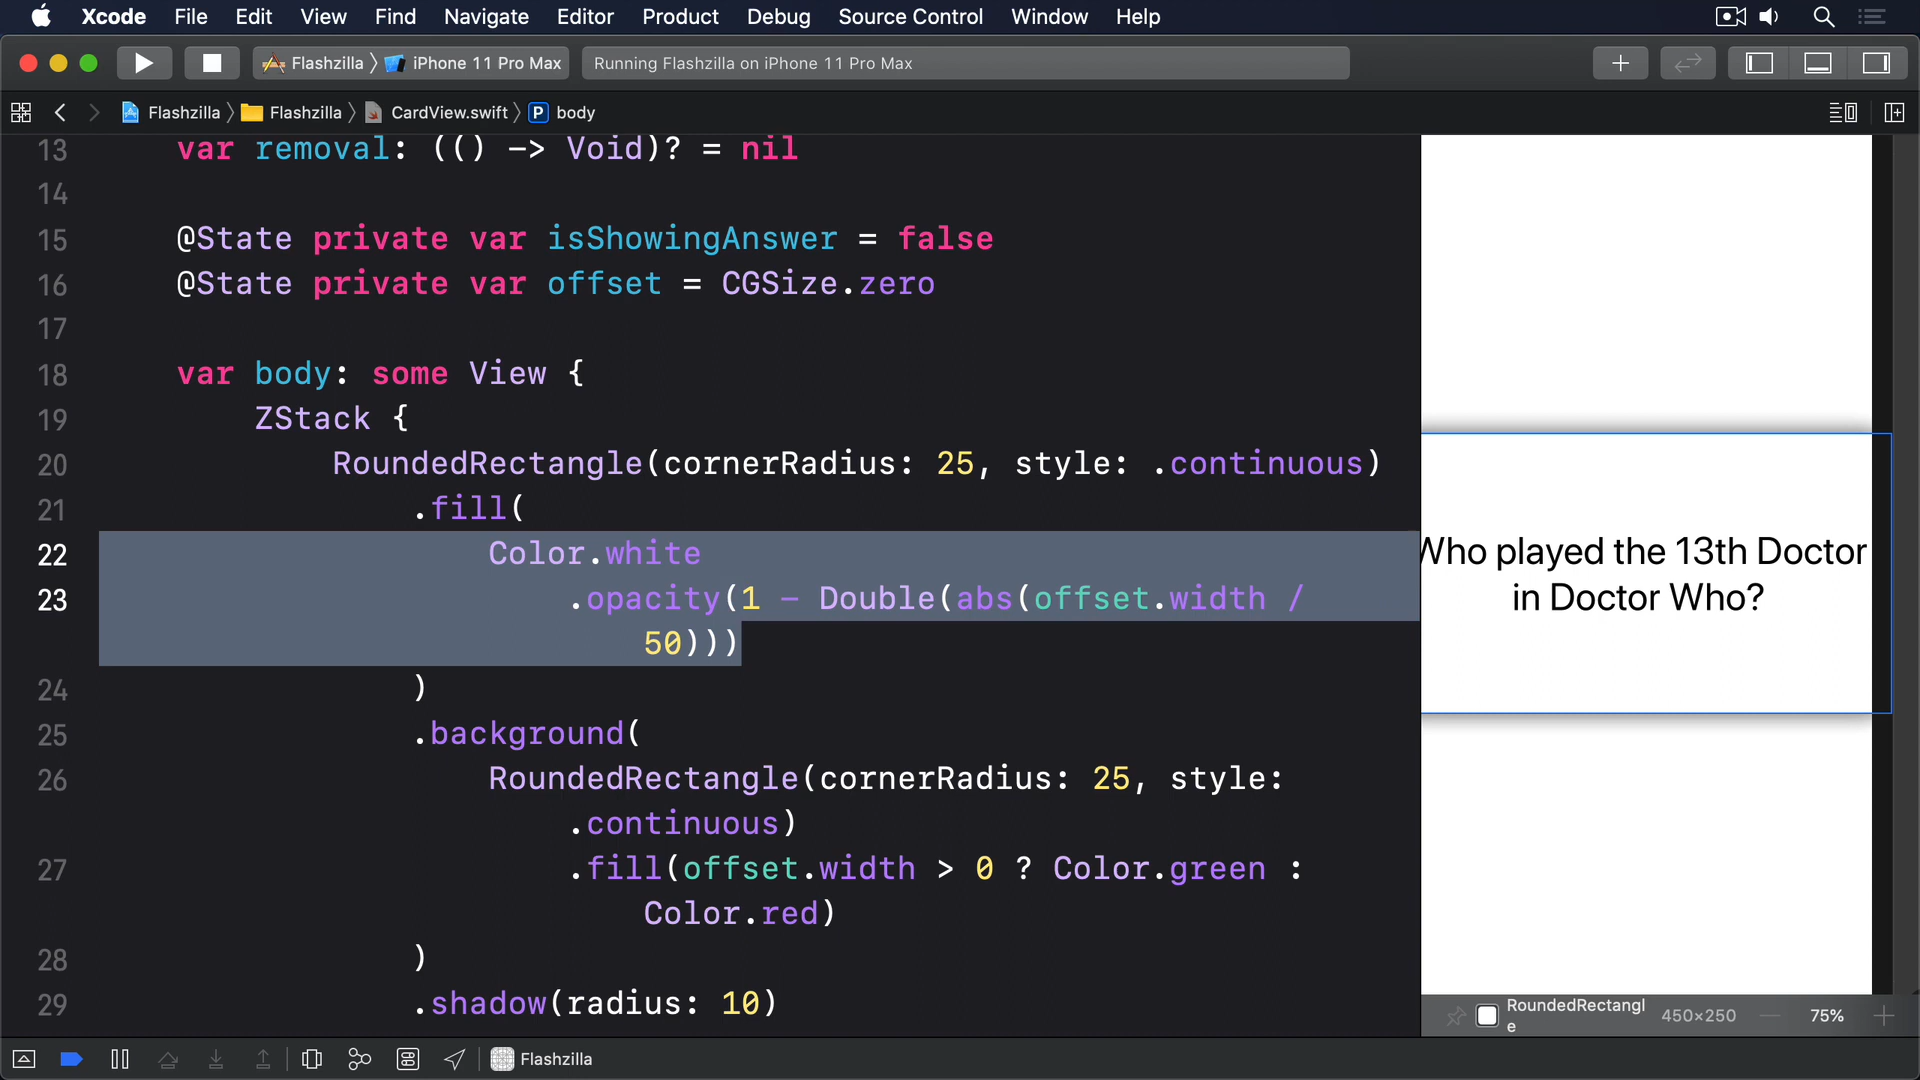 Xcode File Edit View Find Navigate Editor Product Debug Source Control Window Help
Flashzilla iPhone 11 Pro Max Running Flashzilla on iPhone 11 Pro Max
Flashzilla Flashzilla CardView.swift P body
13 var removal: (() -> Void)? = nil
14
15 @State private var isShowingAnswer = false
16 @State private var offset = CGSize.zero
17
18 var body: some View {
19 ZStack {
20 RoundedRectangle(cornerRadius: 25, style: .continuous)
21 .fill(
22 Color.white
23 .opacity(1 - Double(abs(offset.width /
50)))
24 )
25 .background(
26 RoundedRectangle(cornerRadius: 25, style:
.continuous)
27 .fill(offset.width > 0 ? Color.green :
Color.red)
28 )
29 .shadow(radius: 10)
Who played the 13th Doctor
in Doctor Who?
RoundedRectangl
e 450×250 75%
Flashzilla